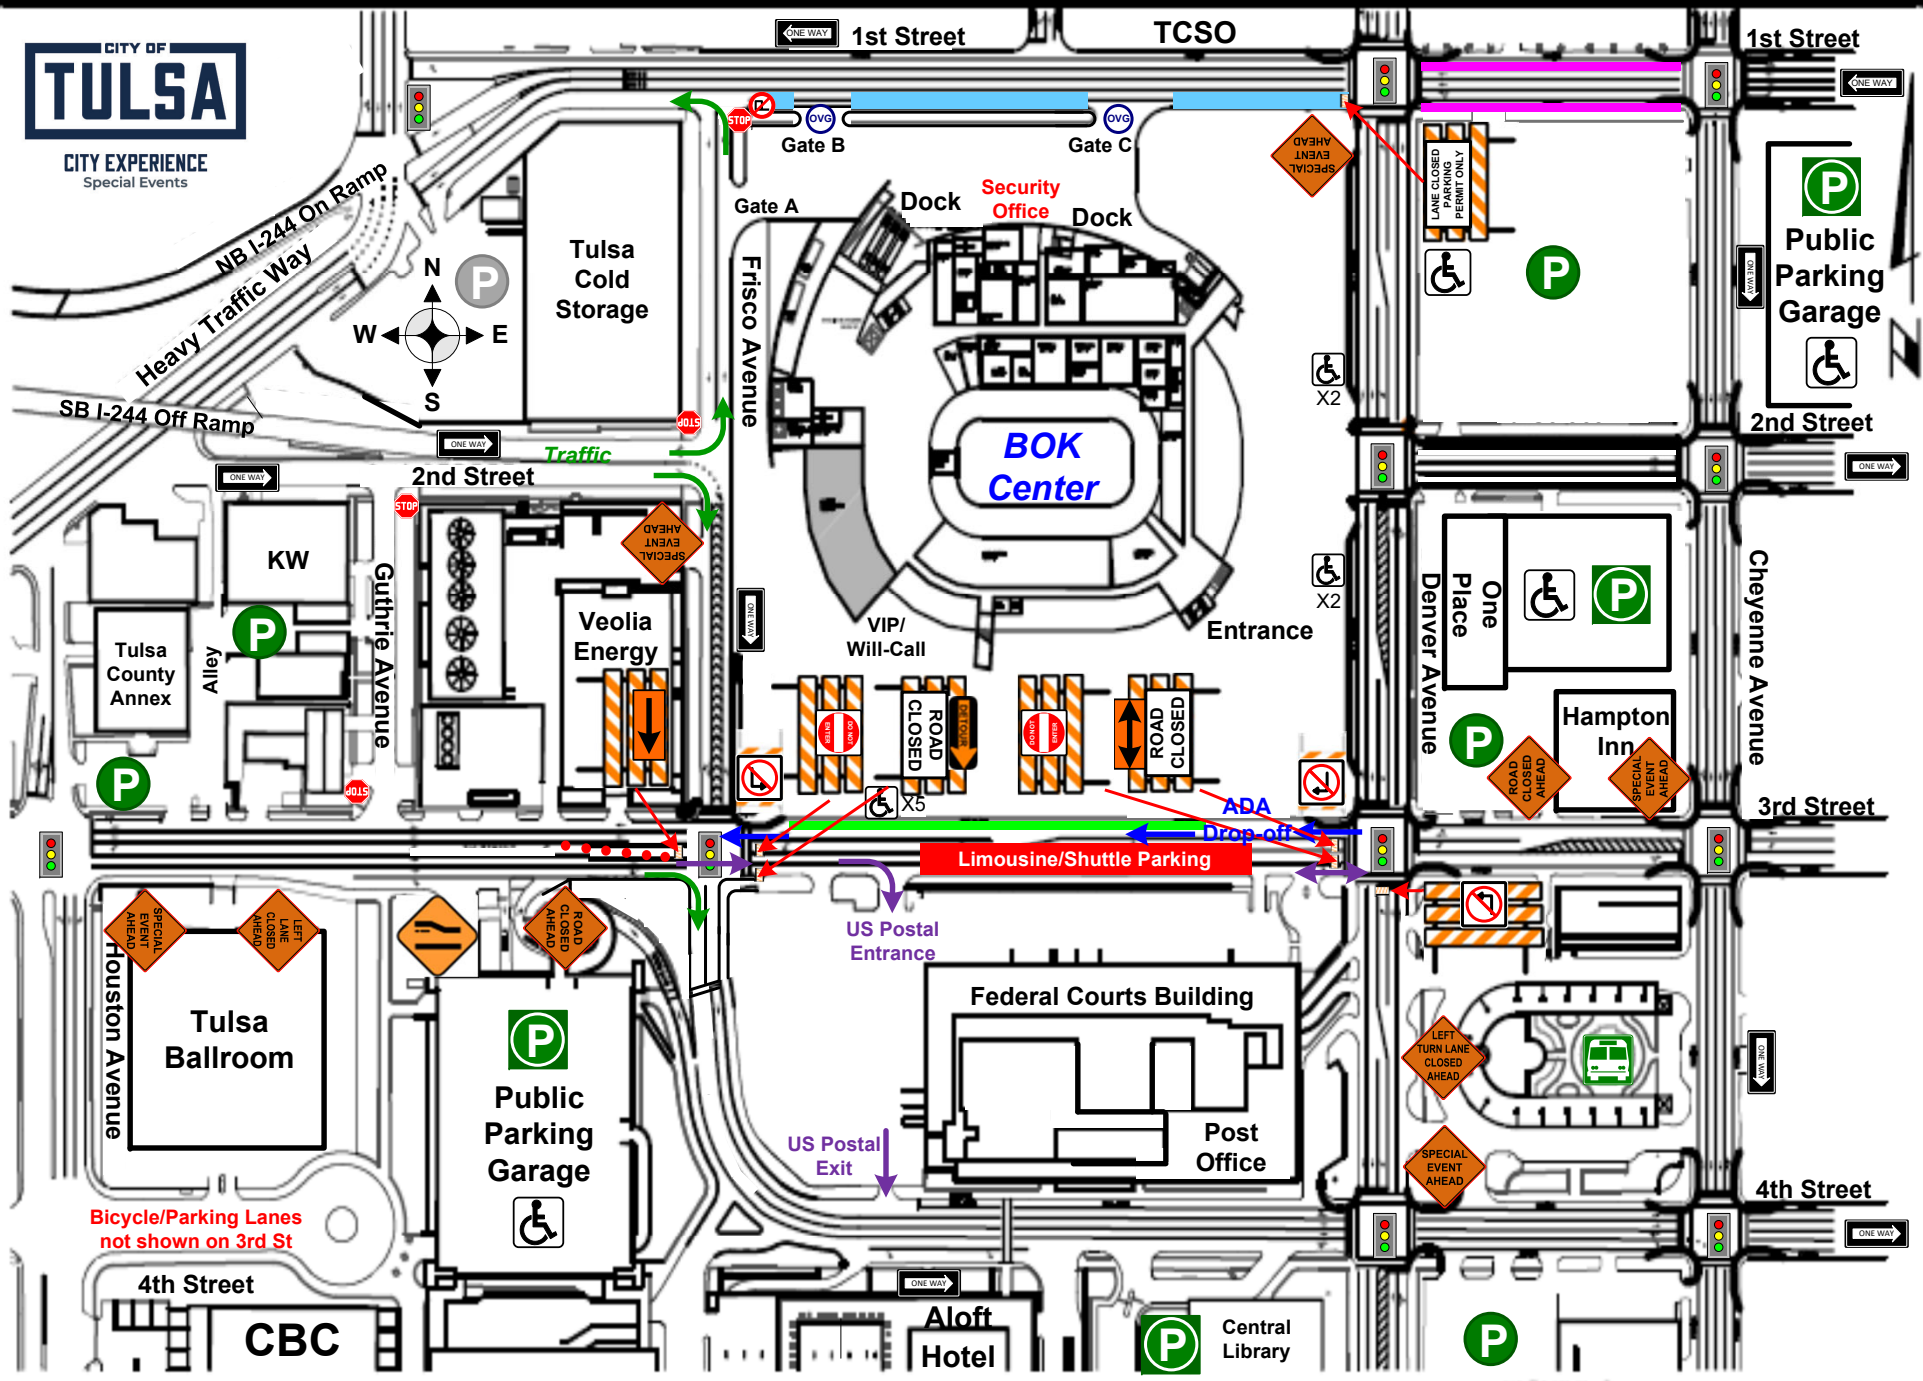 ONE WAY
1st Street
TCSO
1st Street
CITY OF
TULSA
CITY EXPERIENCE
Special Events
ONE WAY
STOP
OVG
OVG
Gate B
Gate C
SPECIAL
EVENT
AHEAD
LANE CLOSED
PARKING
PERMIT ONLY
P
Public
Parking
Garage
ONE WAY
NB I-244 On Ramp
Heavy Traffic Way
SB I-244 Off Ramp
P
N
W
E
S
Tulsa
Cold
Storage
Gate A
Frisco Avenue
Dock
Security
Office
Dock
P
X2
2nd Street
ONE WAY
STOP
ONE WAY
Traffic
2nd Street
ONE WAY
STOP
BOK
Center
KW
SPECIAL
EVENT
AHEAD
Guthrie Avenue
P
Alley
Tulsa
County
Annex
Veolia
Energy
ONE WAY
VIP/
Will-Call
Entrance
X2
Denver Avenue
One
Place
P
Cheyenne Avenue
Hampton
Inn
P
ROAD
CLOSED
AHEAD
SPECIAL
EVENT
AHEAD
P
STOP
DO NOT
ENTER
ROAD
CLOSED
DETOUR
DO NOT
ENTER
ROAD
CLOSED
X5
ADA
Drop-off
3rd Street
Limousine/Shuttle Parking
SPECIAL
EVENT
AHEAD
LEFT
LANE
CLOSED
AHEAD
ROAD
CLOSED
AHEAD
US Postal
Entrance
Houston Avenue
Tulsa
Ballroom
P
Public
Parking
Garage
Federal Courts Building
Post
Office
US Postal
Exit
LEFT
TURN LANE
CLOSED
AHEAD
SPECIAL
EVENT
AHEAD
ONE WAY
4th Street
ONE WAY
Bicycle/Parking Lanes
not shown on 3rd St
4th Street
CBC
ONE WAY
Aloft
Hotel
P
Central
Library
P